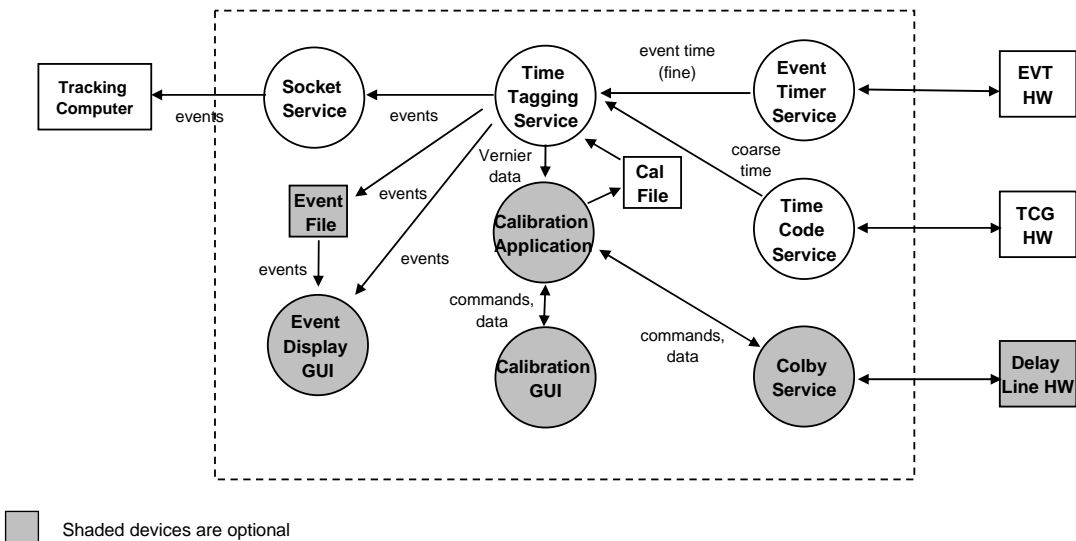 Tracking
Computer
events
Socket
Service
events
Time
Tagging
Service
event time
(fine)
Event
Timer
Service
EVT
HW
coarse
time
Vernier
data
Cal
File
Event
File
events
events
events
Calibration
Application
Time
Code
Service
TCG
HW
commands,
data
commands,
data
Event
Display
GUI
Calibration
GUI
Colby
Service
Delay
Line HW
Shaded devices are optional